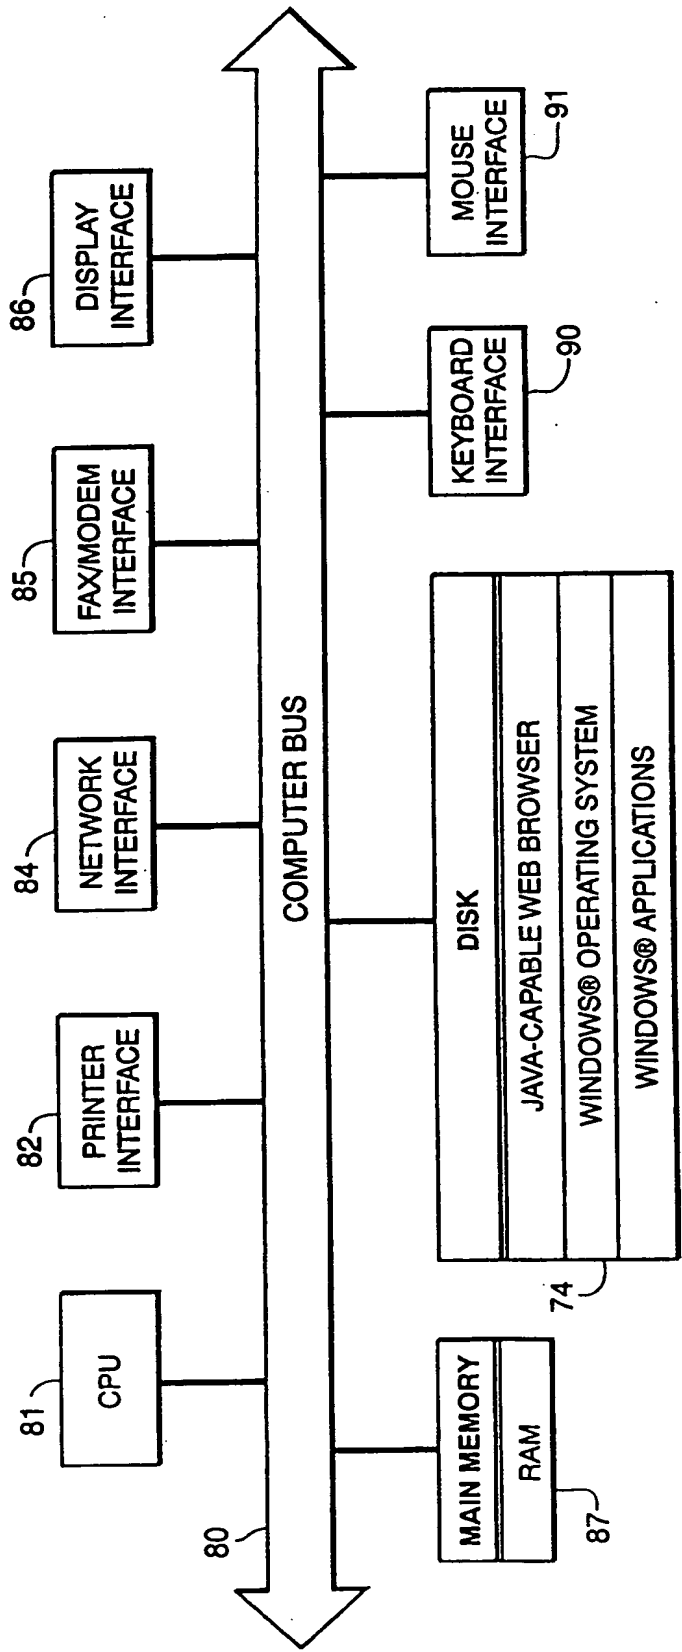 81
CPU
82
PRINTER
INTERFACE
84
NETWORK
INTERFACE
85
FAX/MODEM
INTERFACE
86
DISPLAY
INTERFACE
80
COMPUTER BUS
MAIN MEMORY
RAM
87
DISK
JAVA-CAPABLE WEB BROWSER
WINDOWS® OPERATING SYSTEM
WINDOWS® APPLICATIONS
74
KEYBOARD
INTERFACE
90
MOUSE
INTERFACE
91